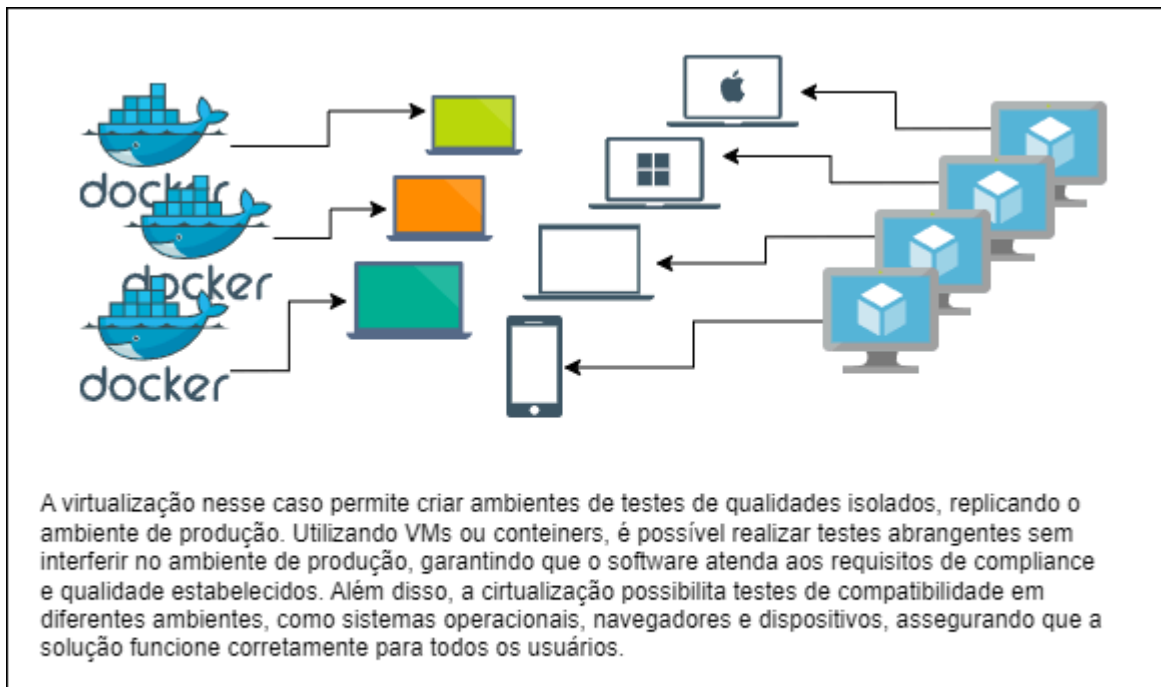 docker
docker
docker
A virtualização nesse caso permite criar ambientes de testes de qualidades isolados, replicando o
ambiente de produção. Utilizando VMs ou conteiners, é possível realizar testes abrangentes sem
interferir no ambiente de produção, garantindo que o software atenda aos requisitos de compliance
e qualidade estabelecidos. Além disso, a cirtualização possibilita testes de compatibilidade em
diferentes ambientes, como sistemas operacionais, navegadores e dispositivos, assegurando que a
solução funcione corretamente para todos os usuários.